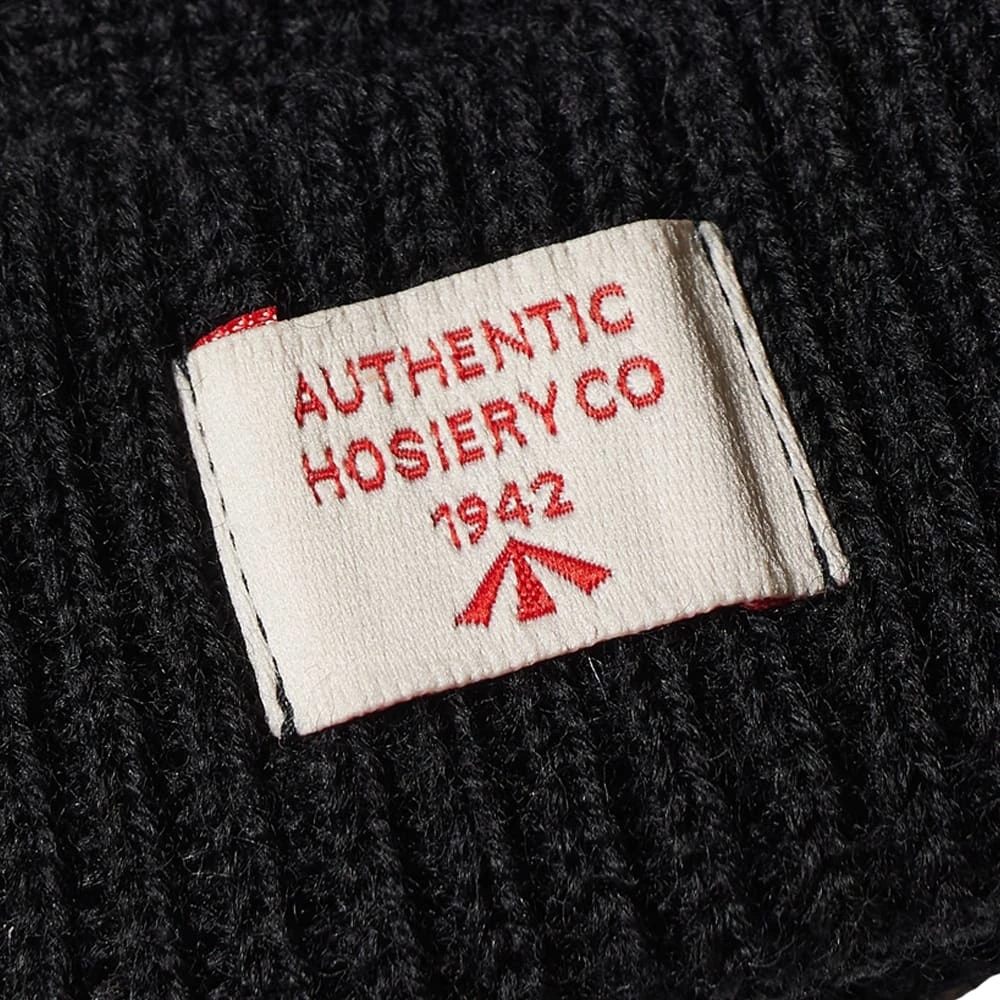 AUTHENTIC
HOSIERY CO
1942